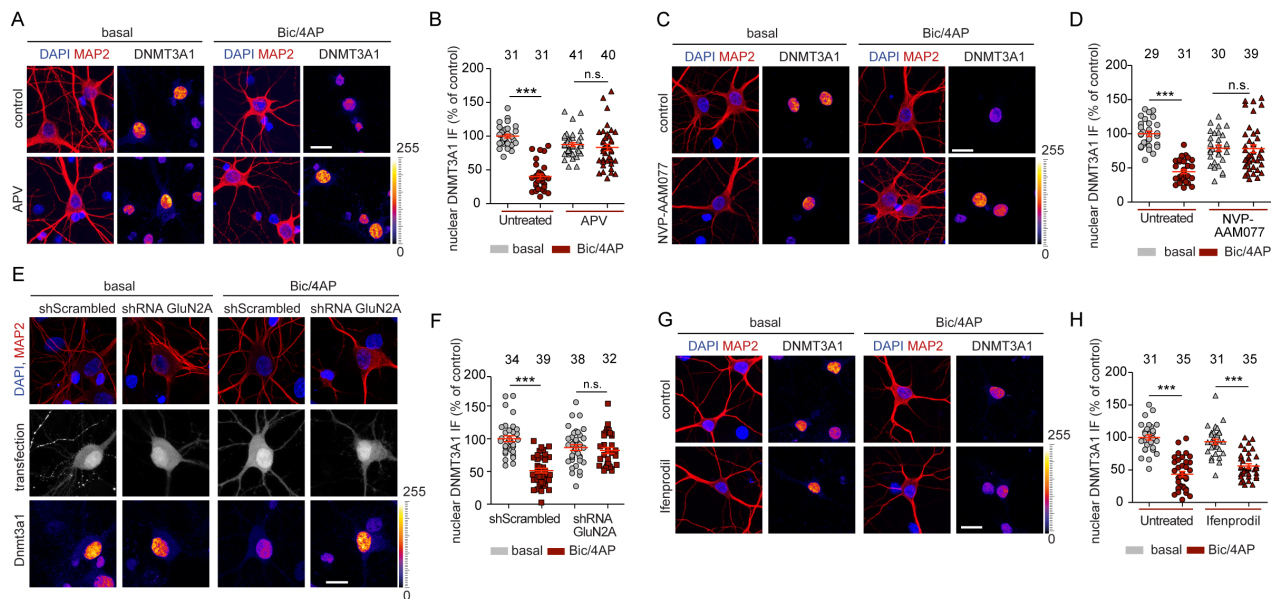 A
basal
Bic/4AP
DAPI MAP2
DNMT3A1
DAPI MAP2
DNMT3A1
control
APV
255
0
B
nuclear DNMT3A1 IF (% of control)
31 31 41 40
200
150
100
50
0
***
n.s.
Untreated
APV
basal
Bic/4AP
C
basal
Bic/4AP
DAPI MAP2
DNMT3A1
DAPI MAP2
DNMT3A1
control
NVP-AAM077
255
0
D
nuclear DNMT3A1 IF (% of control)
29 31 30 39
200
150
100
50
0
***
n.s.
Untreated
NVP-
AAM077
basal
Bic/4AP
E
basal
Bic/4AP
shScrambled
shRNA GluN2A
shScrambled
shRNA GluN2A
DAPI, MAP2
transfection
Dnmt3a1
255
0
F
nuclear DNMT3A1 IF (% of control)
34 39 38 32
200
150
100
50
0
***
n.s.
shScrambled
shRNA
GluN2A
basal
Bic/4AP
G
basal
Bic/4AP
DAPI MAP2
DNMT3A1
DAPI MAP2
DNMT3A1
control
Ifenprodil
255
0
H
nuclear DNMT3A1 IF (% of control)
31 35 31 35
200
150
100
50
0
***
***
Untreated
Ifenprodil
basal
Bic/4AP